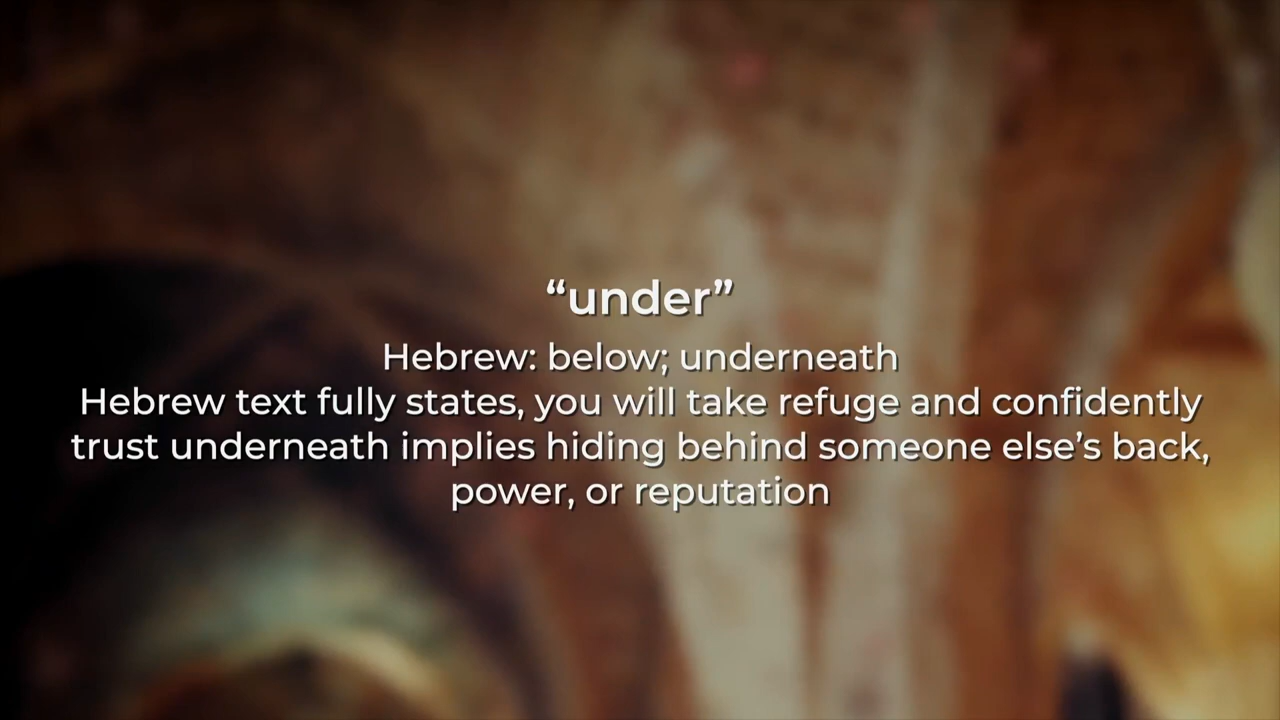 “under”
Hebrew: below; underneath
Hebrew text fully states, you will take refuge and confidently
trust underneath implies hiding behind someone else’s back,
power, or reputation